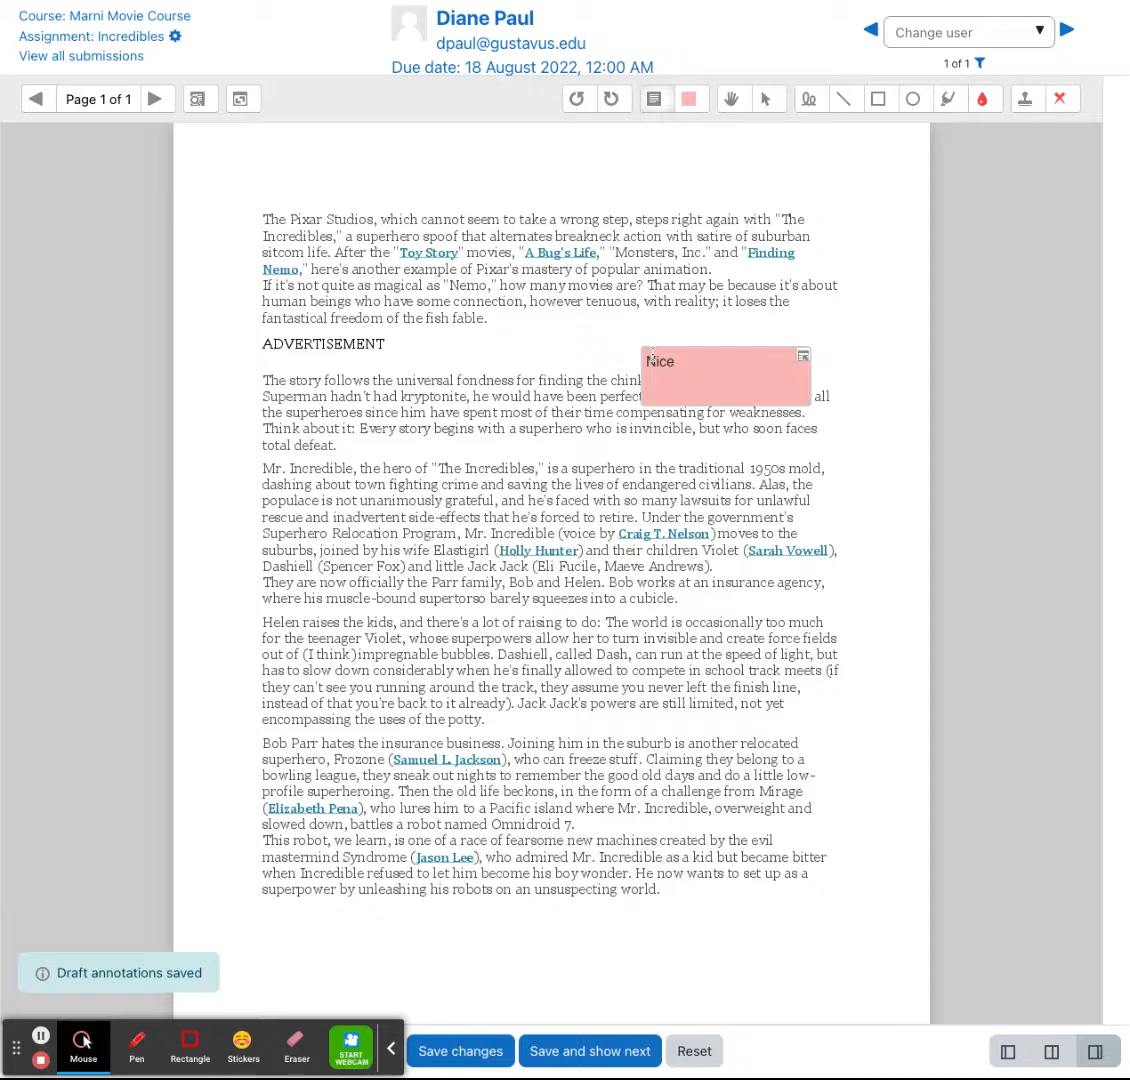 Course: Marni Movie Course
Assignment: Incredibles
View all submissions
Diane Paul
dpaul@gustavus.edu
Due date: 18 August 2022, 12:00 AM
Change user
1 of 1
Page 1 of 1
The Pixar Studios, which cannot seem to take a wrong step, steps right again with "The
Incredibles," a superhero spoof that alternates breakneck action with satire of suburban
sitcom life. After the "Toy Story" movies, "A Bug's Life," "Monsters, Inc." and "Finding
Nemo," here's another example of Pixar's mastery of popular animation.
If it's not quite as magical as "Nemo," how many movies are? That may be because it's about
human beings who have some connection, however tenuous, with reality; it loses the
fantastical freedom of the fish fable.
ADVERTISEMENT
Nice
The story follows the universal fondness for finding the chink
Superman hadn't had kryptonite, he would have been perfect all
the superheroes since him have spent most of their time compensating for weaknesses.
Think about it: Every story begins with a superhero who is invincible, but who soon faces
total defeat.
Mr. Incredible, the hero of "The Incredibles," is a superhero in the traditional 1950s mold,
dashing about town fighting crime and saving the lives of endangered civilians. Alas, the
populace is not unanimously grateful, and he's faced with so many lawsuits for unlawful
rescue and inadvertent side-effects that he's forced to retire. Under the government's
Superhero Relocation Program, Mr. Incredible (voice by Craig T. Nelson) moves to the
suburbs, joined by his wife Elastigirl (Holly Hunter) and their children Violet (Sarah Vowell),
Dashiell (Spencer Fox) and little Jack Jack (Eli Fucile, Maeve Andrews).
They are now officially the Parr family, Bob and Helen. Bob works at an insurance agency,
where his muscle-bound supertorso barely squeezes into a cubicle.
Helen raises the kids, and there's a lot of raising to do: The world is occasionally too much
for the teenager Violet, whose superpowers allow her to turn invisible and create force fields
out of (I think) impregnable bubbles. Dashiell, called Dash, can run at the speed of light, but
has to slow down considerably when he's finally allowed to compete in school track meets (if
they can't see you running around the track, they assume you never left the finish line,
instead of that you're back to it already). Jack Jack's powers are still limited, not yet
encompassing the uses of the potty.
Bob Parr hates the insurance business. Joining him in the suburb is another relocated
superhero, Frozone (Samuel L. Jackson), who can freeze stuff. Claiming they belong to a
bowling league, they sneak out nights to remember the good old days and do a little low-
profile superheroing. Then the old life beckons, in the form of a challenge from Mirage
(Elizabeth Pena), who lures him to a Pacific island where Mr. Incredible, overweight and
slowed down, battles a robot named Omnidroid 7.
This robot, we learn, is one of a race of fearsome new machines created by the evil
mastermind Syndrome (Jason Lee), who admired Mr. Incredible as a kid but became bitter
when Incredible refused to let him become his boy wonder. He now wants to set up as a
superpower by unleashing his robots on an unsuspecting world.
Draft annotations saved
Mouse
Pen
Rectangle
Stickers
Eraser
START
WEBCAM
Save changes
Save and show next
Reset